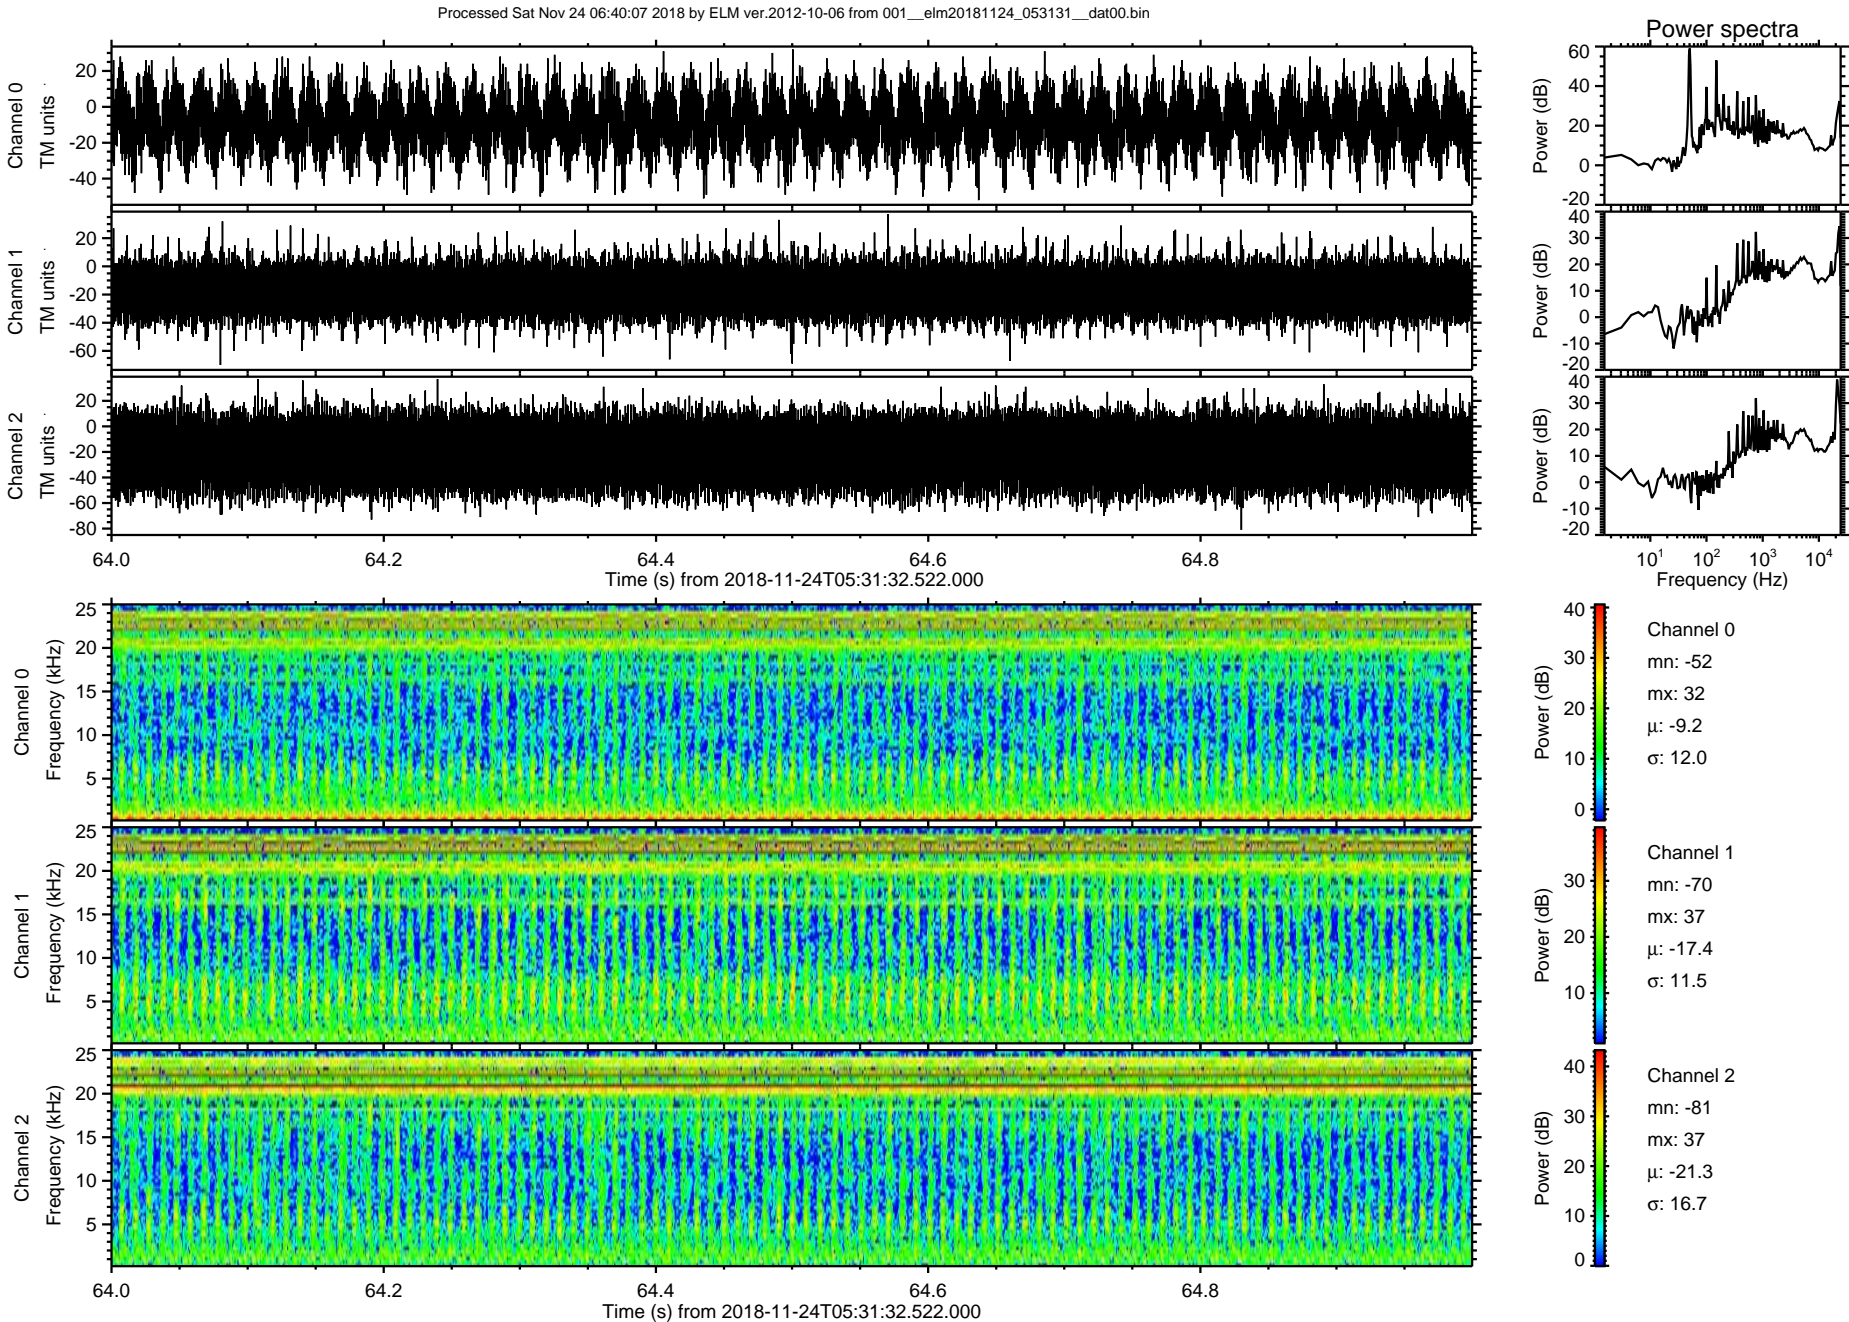 Processed Sat Nov 24 06:40:07 2018 by ELM ver.2012-10-06 from 001__elm20181124_053131__dat00.bin
Power spectra
Channel 0
TM units
20
0
-20
-40
Power (dB)
60
40
20
0
-20
Channel 1
TM units
20
0
-20
-40
-60
Power (dB)
40
30
20
10
0
-10
-20
Channel 2
TM units
20
0
-20
-40
-60
-80
Power (dB)
40
30
20
10
0
-10
-20
64.0 64.2 64.4 64.6 64.8
Time (s) from 2018-11-24T05:31:32.522.000
10^1 10^2 10^3 10^4
Frequency (Hz)
Channel 0
Frequency (kHz)
25
20
15
10
5
Power (dB)
40
30
20
10
0
Channel 0
mn: -52
mx: 32
μ: -9.2
σ: 12.0
Channel 1
Frequency (kHz)
25
20
15
10
5
Power (dB)
30
20
10
Channel 1
mn: -70
mx: 37
μ: -17.4
σ: 11.5
Channel 2
Frequency (kHz)
25
20
15
10
5
Power (dB)
40
30
20
10
0
Channel 2
mn: -81
mx: 37
μ: -21.3
σ: 16.7
64.0 64.2 64.4 64.6 64.8
Time (s) from 2018-11-24T05:31:32.522.000